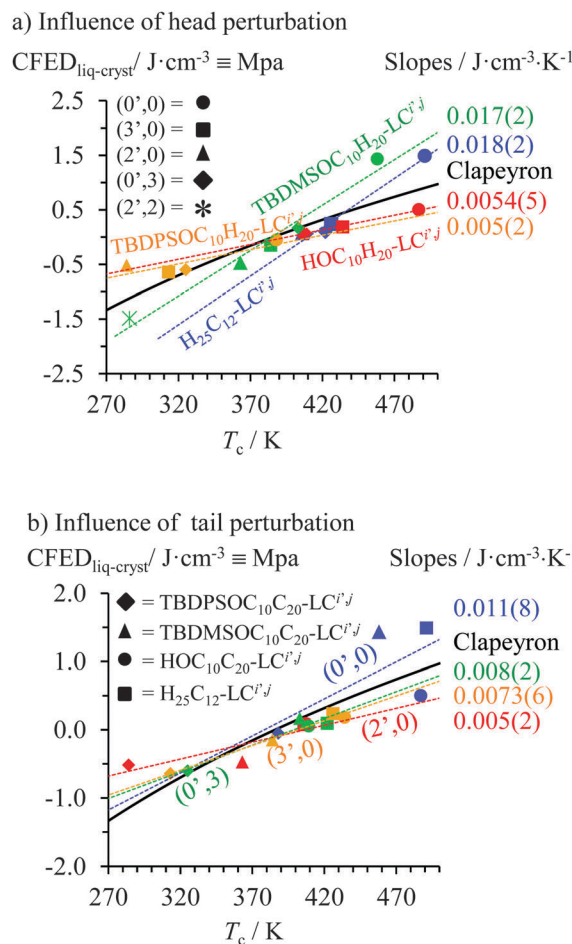 a) Influence of head perturbation
CFED_liq-cryst/ J·cm⁻³ ≡ Mpa
Slopes / J·cm⁻³·K⁻¹
2.5
1.5
0.5
-0.5
-1.5
-2.5
(0',0) = ●
(3',0) = ■
(2',0) = ▲
(0',3) = ◆
(2',2) = ✳
TBDMSOC₁₀H₂₀-LC^i',j
TBDPSOC₁₀H₂₀-LC^i',j
H₂₅C₁₂-LC^i',j
HOC₁₀H₂₀-LC^i',j
0.017(2)
0.018(2)
Clapeyron
0.0054(5)
0.005(2)
270 320 370 420 470
T_c / K
b) Influence of tail perturbation
CFED_liq-cryst/ J·cm⁻³ ≡ Mpa
Slopes / J·cm⁻³·K⁻
2.0
1.0
0.0
-1.0
-2.0
◆ = TBDPSOC₁₀C₂₀-LC^i',j
▲ = TBDMSOC₁₀C₂₀-LC^i',j
● = HOC₁₀C₂₀-LC^i',j
■ = H₂₅C₁₂-LC^i',j
(0',0)
(2',0)
(3',0)
(0',3)
0.011(8)
Clapeyron
0.008(2)
0.0073(6)
0.005(2)
270 320 370 420 470
T_c / K